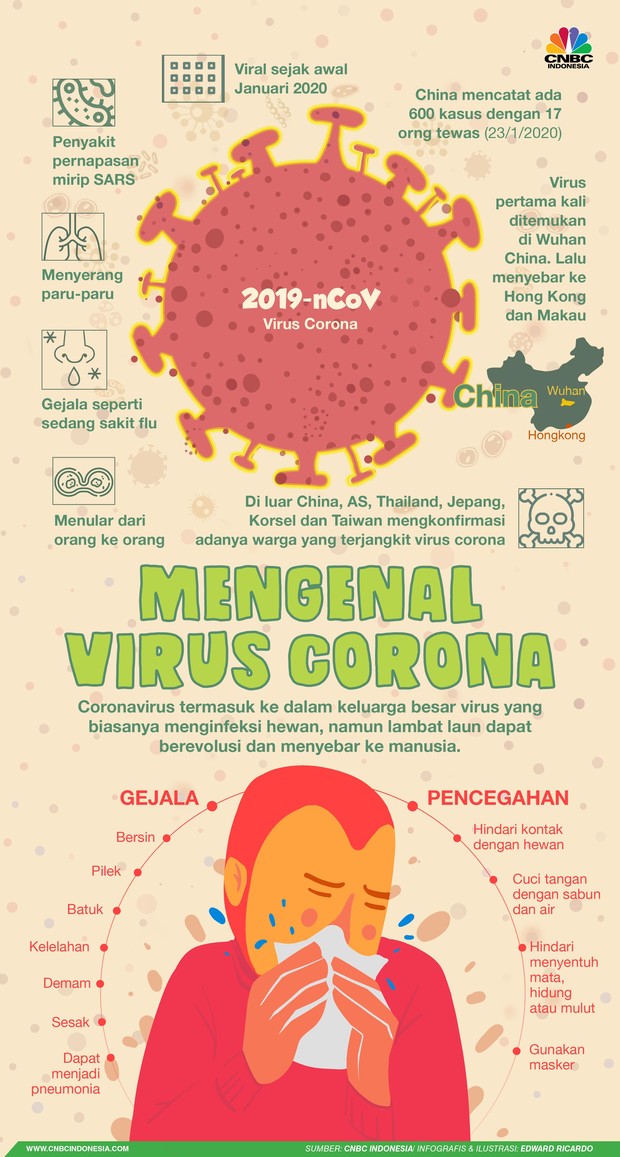 CNBC
INDONESIA
Viral sejak awal
Januari 2020
China mencatat ada
600 kasus dengan 17
orng tewas (23/1/2020)
Penyakit
pernapasan
mirip SARS
Virus
pertama kali
ditemukan
di Wuhan
China. Lalu
menyebar ke
Hong Kong
dan Makau
Menyerang
paru-paru
2019-nCoV
Virus Corona
Gejala seperti
sedang sakit flu
China
Wuhan
Hongkong
Menular dari
orang ke orang
Di luar China, AS, Thailand, Jepang,
Korsel dan Taiwan mengkonfirmasi
adanya warga yang terjangkit virus corona
MENGENAL
VIRUS CORONA
Coronavirus termasuk ke dalam keluarga besar virus yang
biasanya menginfeksi hewan, namun lambat laun dapat
berevolusi dan menyebar ke manusia.
GEJALA
Bersin
Pilek
Batuk
Kelelahan
Demam
Sesak
Dapat
menjadi
pneumonia
PENCEGAHAN
Hindari kontak
dengan hewan
Cuci tangan
dengan sabun
dan air
Hindari
menyentuh
mata,
hidung
atau mulut
Gunakan
masker
WWW.CNBCINDONESIA.COM
SUMBER: CNBC INDONESIA/ INFOGRAFIS & ILUSTRASI: EDWARD RICARDO